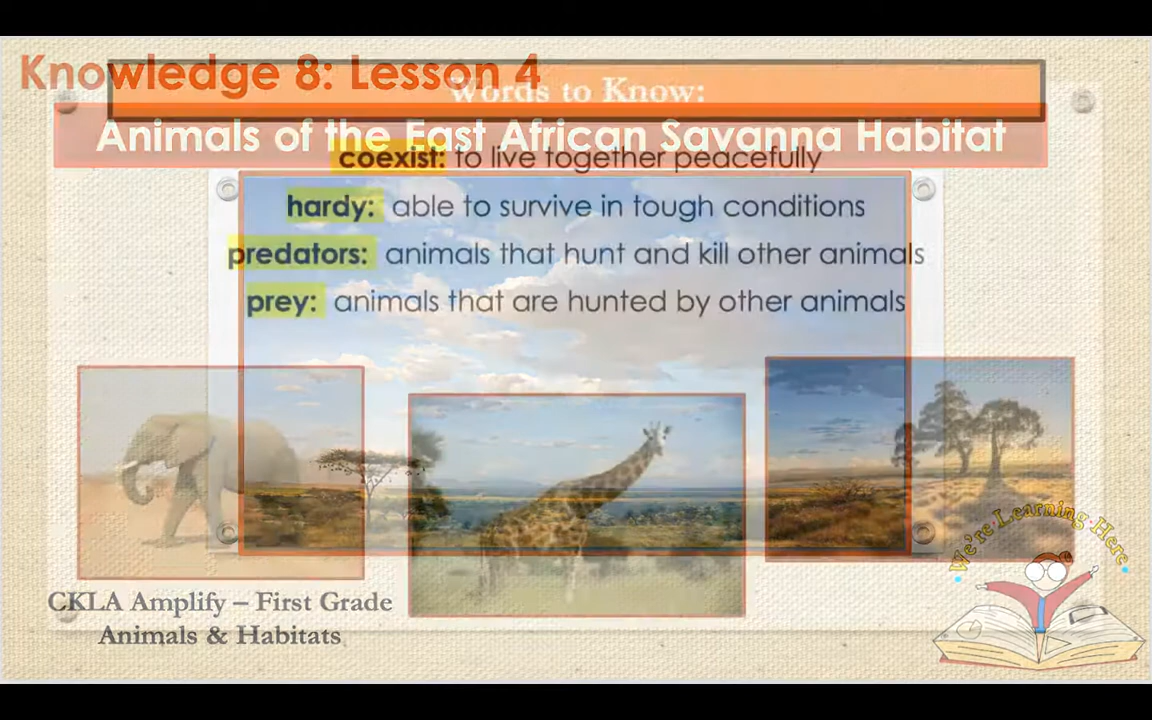 Knowledge 8: Lesson 4
Words to Know:
Animals of the East African Savanna Habitat
coexist: to live together peacefully
hardy: able to survive in tough conditions
predators: animals that hunt and kill other animals
prey: animals that are hunted by other animals
We're Learning Here
CKLA Amplify – First Grade
Animals & Habitats